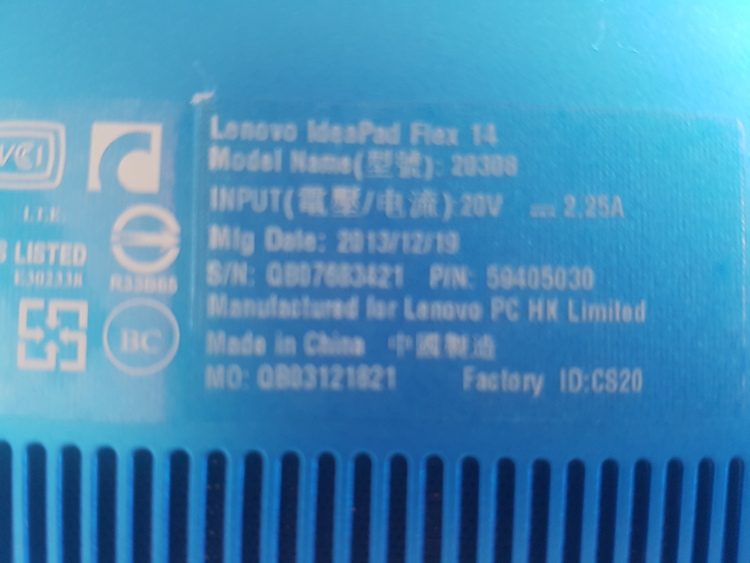 Lenovo IdeaPad Flex 14
Model Name(型號): 20308
INPUT(電壓/电流):20V ⎓ 2.25A
Mfg Date: 2013/12/19
S/N: QB07683421 P/N: 59405030
Manufactured for Lenovo PC HK Limited
Made in China 中國製造
MO: QB03121821 Factory ID:CS20
VCI
I.T.E.
LISTED
E302338
BC